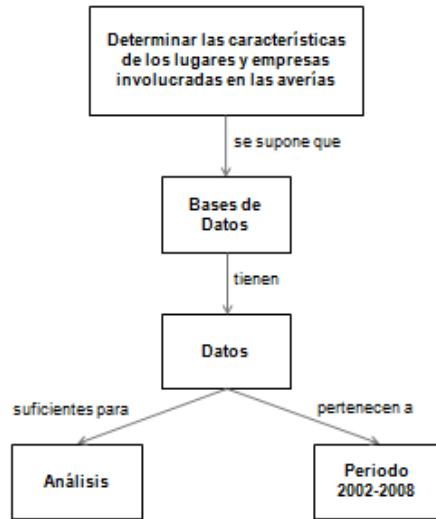 Determinar las características
de los lugares y empresas
involucradas en las averías
se supone que
Bases de
Datos
tienen
Datos
suficientes para
pertenecen a
Análisis
Periodo
2002-2008